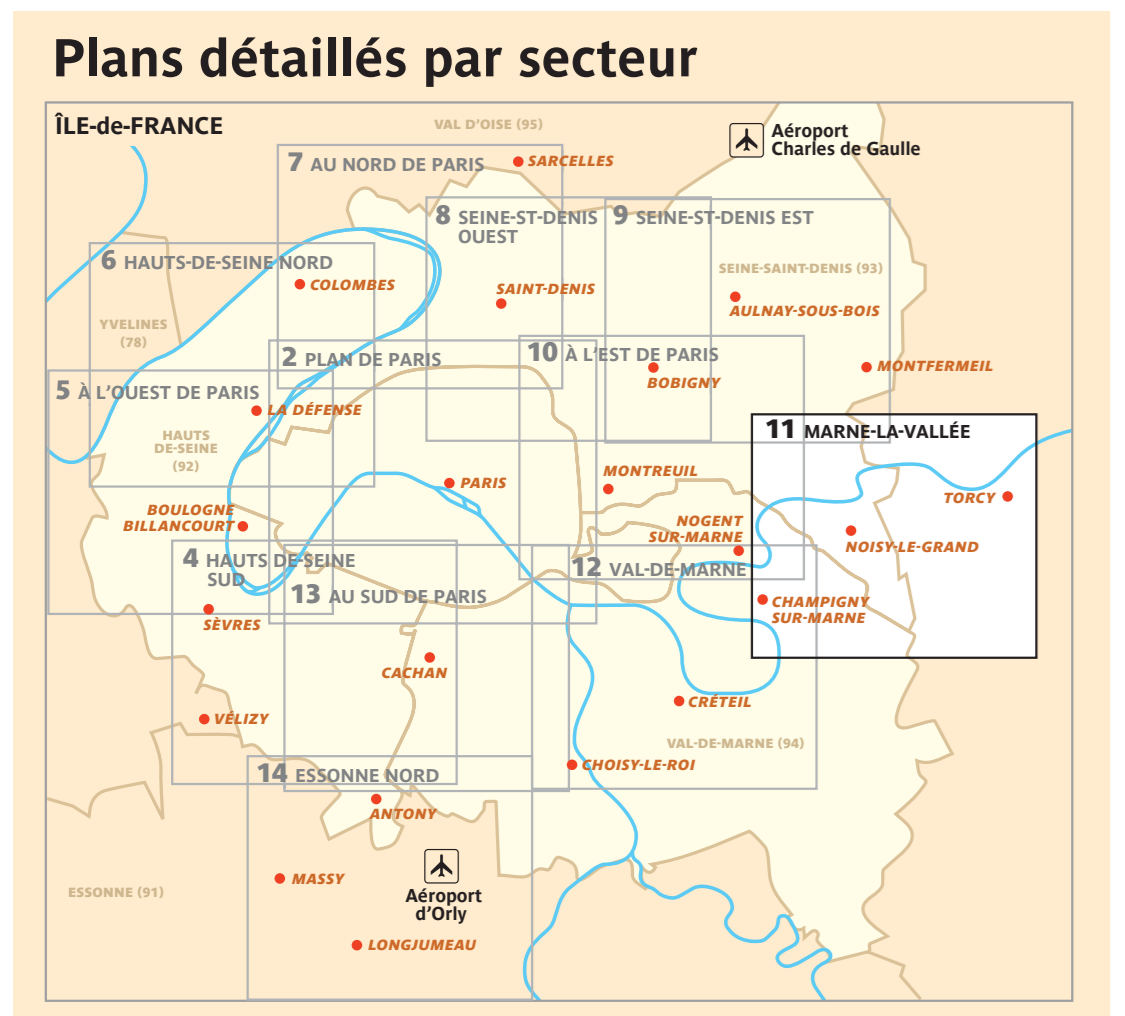 Plans détaillés par secteur
ÎLE-de-FRANCE
VAL D'OISE (95)
Aéroport
Charles de Gaulle
7 AU NORD DE PARIS
SARCELLES
8 SEINE-ST-DENIS
OUEST
9 SEINE-ST-DENIS EST
6 HAUTS-DE-SEINE NORD
COLOMBES
SAINT-DENIS
SEINE-SAINT-DENIS (93)
AULNAY-SOUS-BOIS
YVELINES
(78)
2 PLAN DE PARIS
10 À L'EST DE PARIS
BOBIGNY
MONTFERMEIL
5 À L'OUEST DE PARIS
LA DÉFENSE
11 MARNE-LA-VALLÉE
HAUTS
DE-SEINE
(92)
PARIS
MONTREUIL
TORCY
BOULOGNE
BILLANCOURT
NOGENT
SUR-MARNE
NOISY-LE-GRAND
4 HAUTS DE-SEINE
SUD
12 VAL-DE-MARNE
13 AU SUD DE PARIS
CHAMPIGNY
SUR-MARNE
SÈVRES
CACHAN
CRÉTEIL
VÉLIZY
VAL-DE-MARNE (94)
CHOISY-LE-ROI
14 ESSONNE NORD
ANTONY
MASSY
ESSONNE (91)
Aéroport
d'Orly
LONGJUMEAU